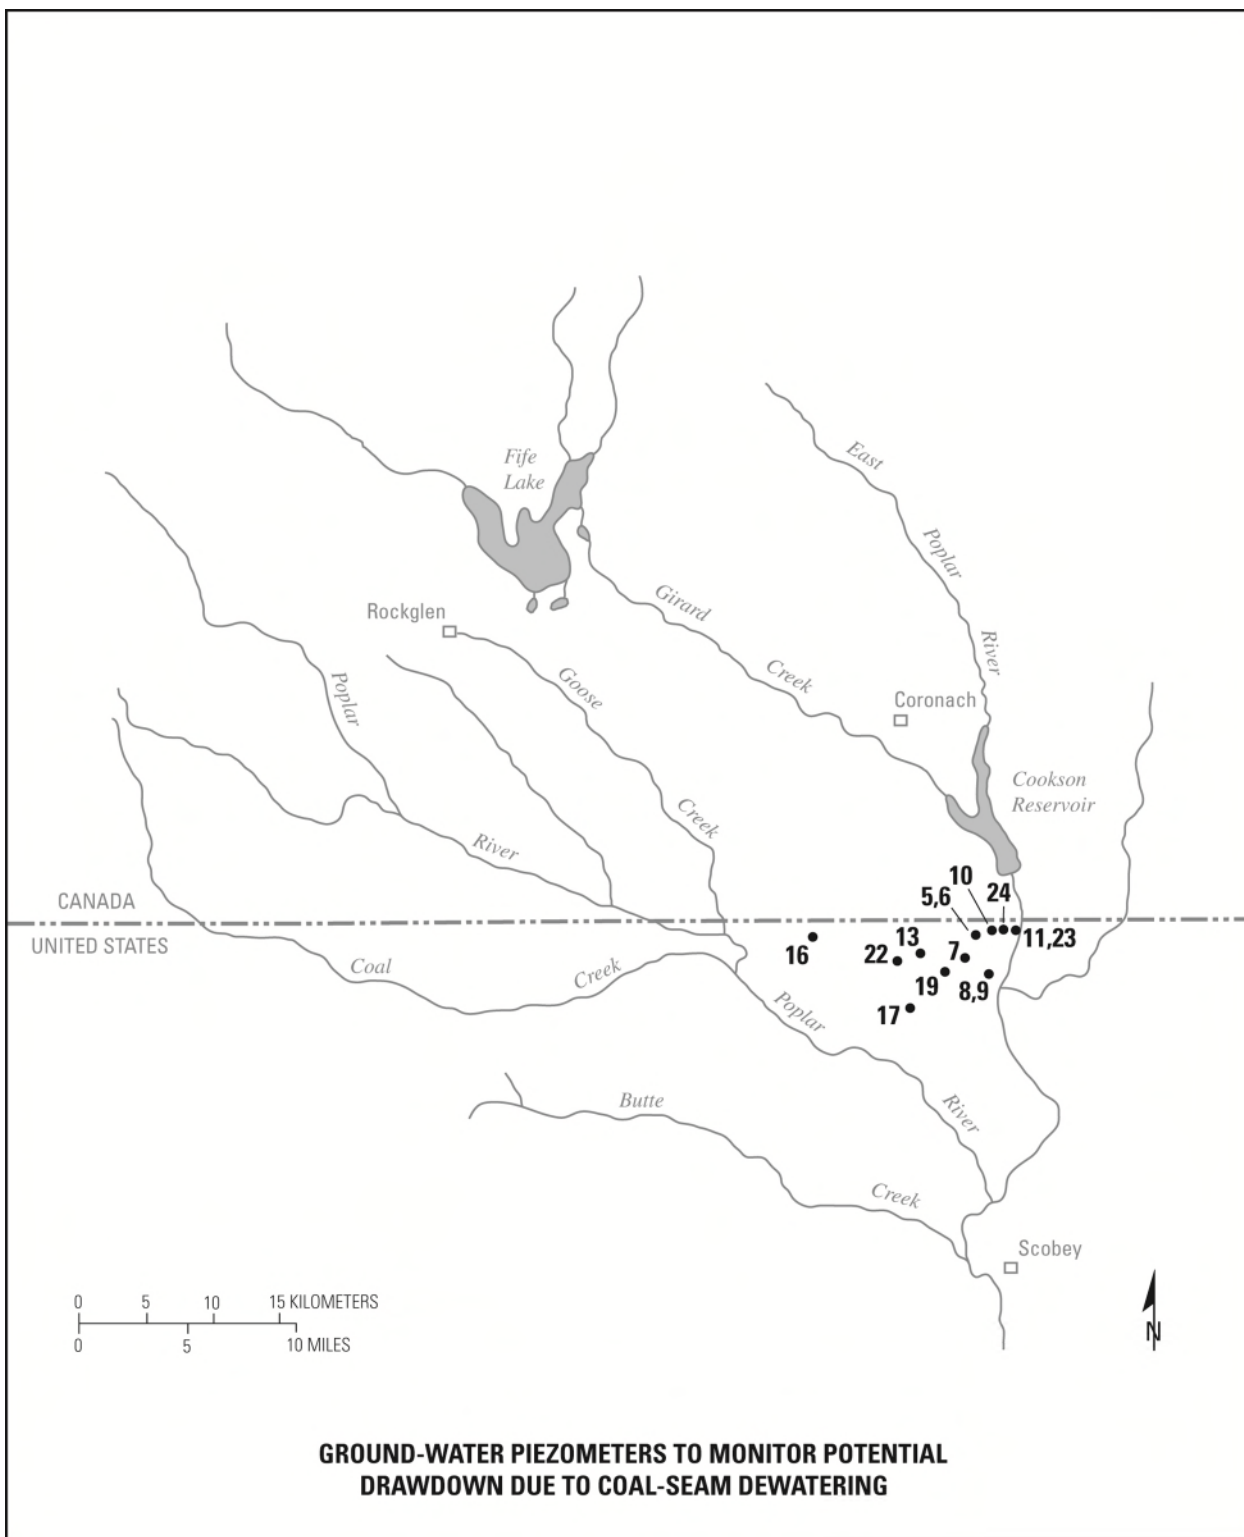 East
Fife
Lake
Poplar
Girard
Rockglen
River
Creek
Goose
Poplar
Coronach
Cookson
Reservoir
Creek
River
10
5,6
24
CANADA
UNITED STATES
11,23
13
16
22
7
19
8,9
17
Coal
Creek
Poplar
Butte
River
Creek
Scobey
0 5 10 15 KILOMETERS
0 5 10 MILES
N
GROUND-WATER PIEZOMETERS TO MONITOR POTENTIAL
DRAWDOWN DUE TO COAL-SEAM DEWATERING